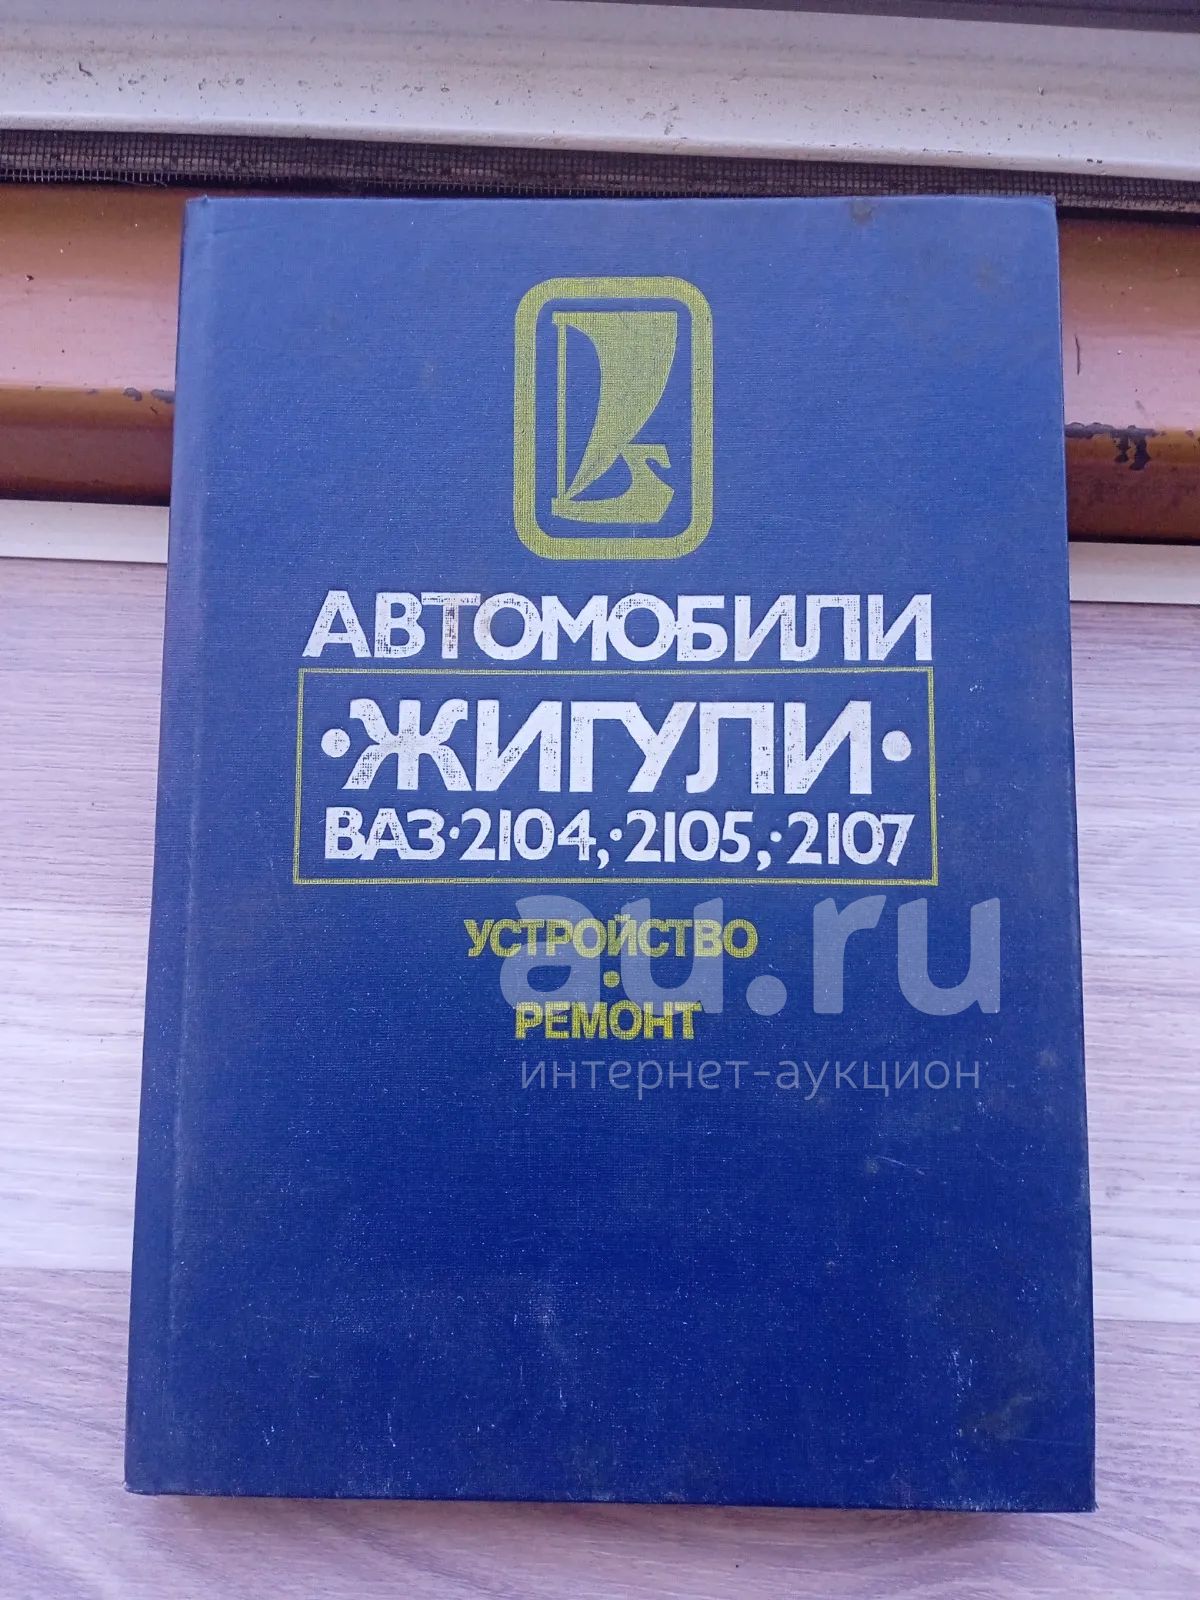 АВТОМОБИЛИ
·ЖИГУЛИ·
ВАЗ·2104,·2105,·2107
УСТРОЙСТВО
·
РЕМОНТ
au.ru
интернет-аукцион